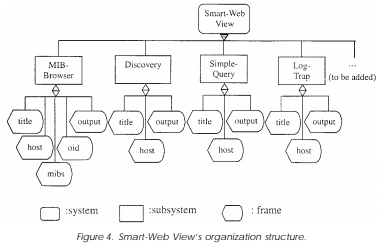 Smart-Web
View
MIB-
Browser
Discovery
Simple-
Query
Log-
Trap
...
(to be added)
title
output
title
output
title
output
title
output
host
oid
host
host
host
mibs
:system
:subsystem
: frame
Figure 4. Smart-Web View's organization structure.